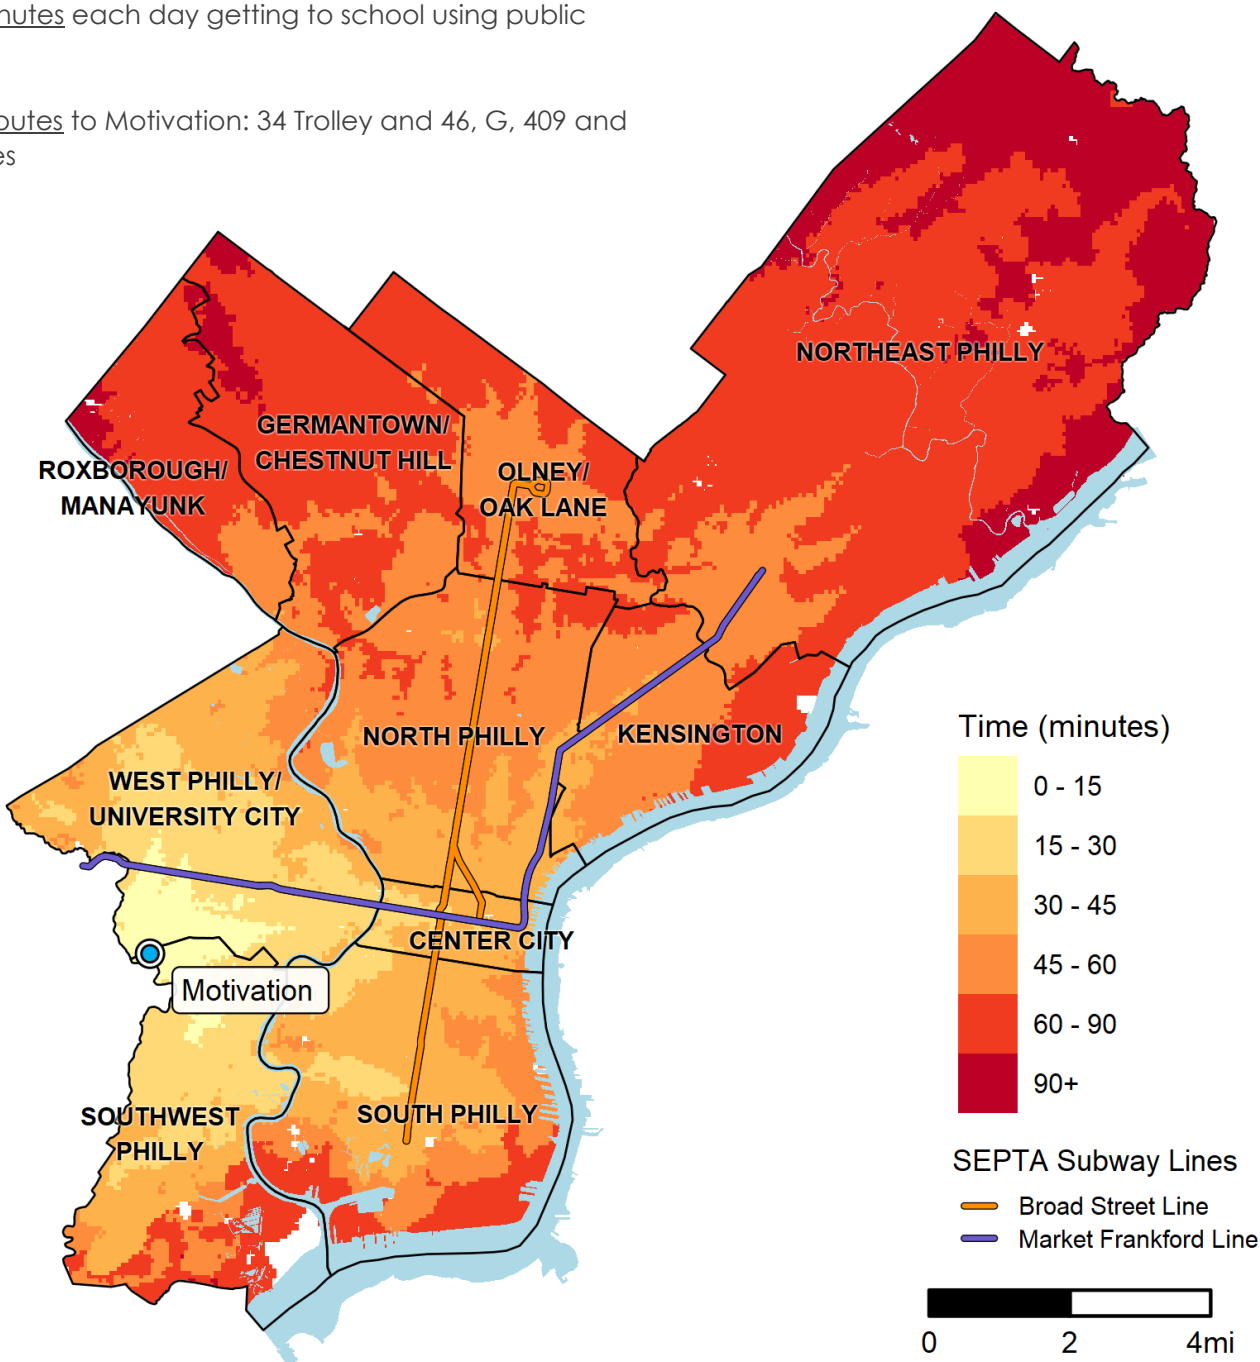 nutes each day getting to school using public
outes to Motivation: 34 Trolley and 46, G, 409 and
es
NORTHEAST PHILLY
GERMANTOWN/
CHESTNUT HILL
ROXBOROUGH/
MANAYUNK
OLNEY/
OAK LANE
NORTH PHILLY
KENSINGTON
WEST PHILLY/
UNIVERSITY CITY
CENTER CITY
Motivation
SOUTHWEST
PHILLY
SOUTH PHILLY
Time (minutes)
0 - 15
15 - 30
30 - 45
45 - 60
60 - 90
90+
SEPTA Subway Lines
Broad Street Line
Market Frankford Line
0 2 4mi